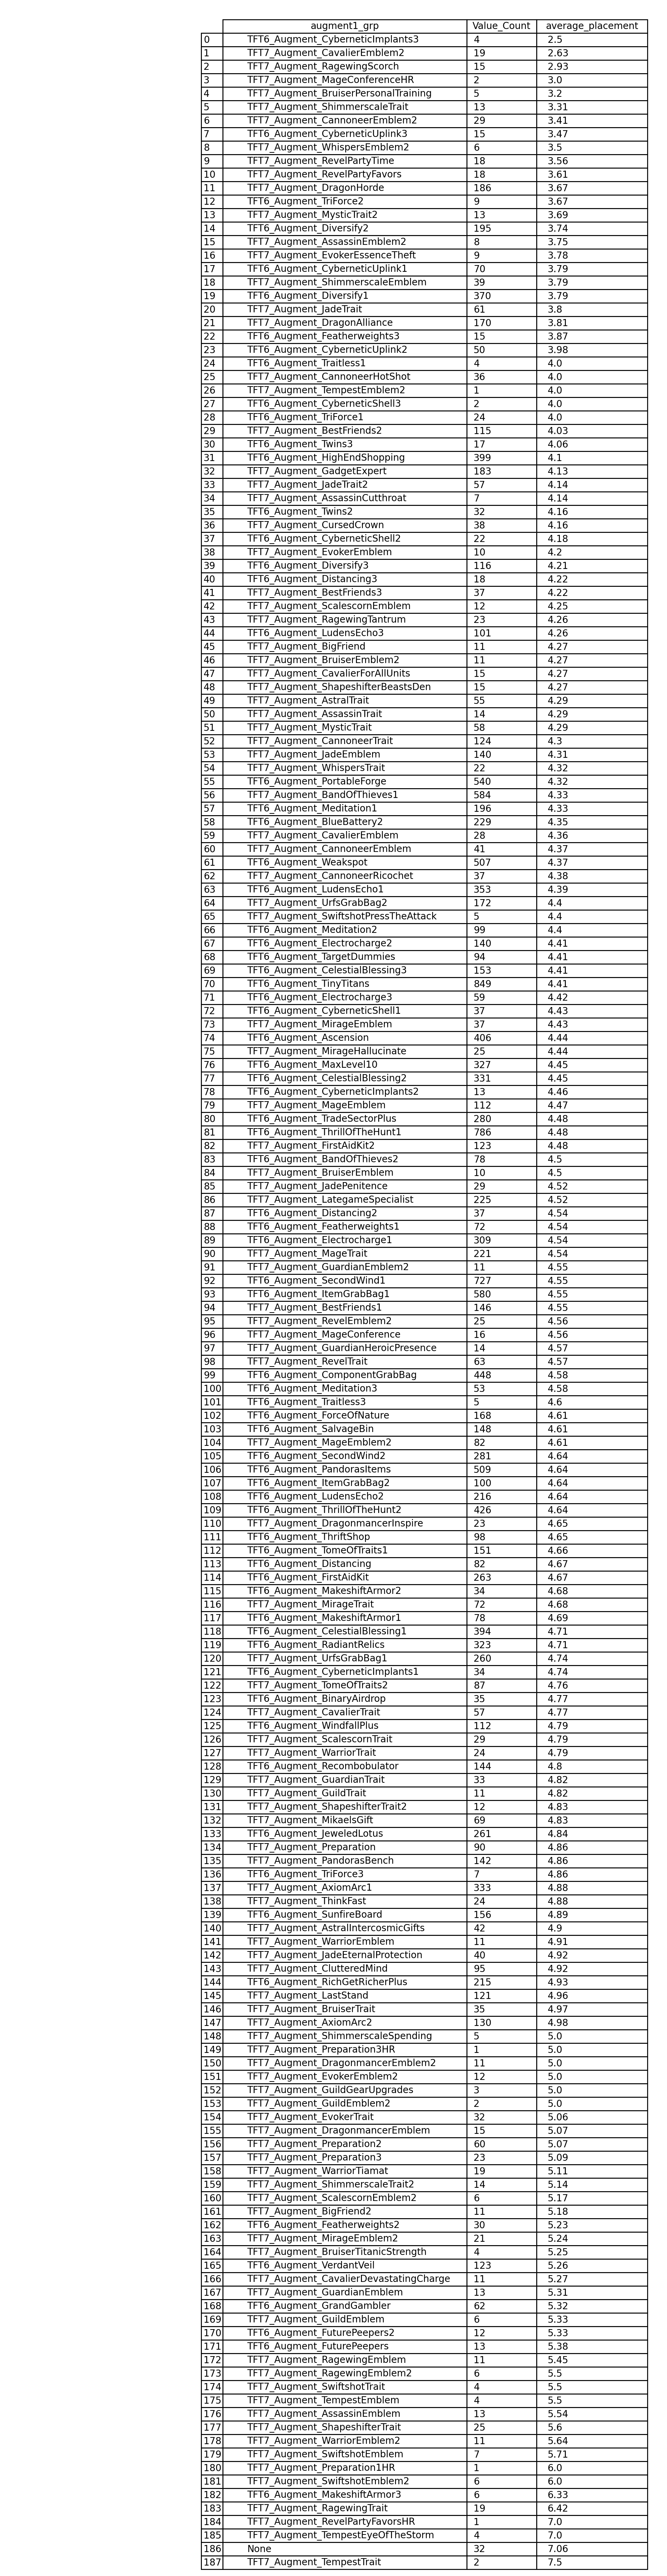 augment1_grp Value_Count average_placement
0 TFT6_Augment_CyberneticImplants3 4 2.5
1 TFT7_Augment_CavalierEmblem2 19 2.63
2 TFT7_Augment_RagewingScorch 15 2.93
3 TFT7_Augment_MageConferenceHR 2 3.0
4 TFT7_Augment_BruiserPersonalTraining 5 3.2
5 TFT7_Augment_ShimmerscaleTrait 13 3.31
6 TFT7_Augment_CannoneerEmblem2 29 3.41
7 TFT6_Augment_CyberneticUplink3 15 3.47
8 TFT7_Augment_WhispersEmblem2 6 3.5
9 TFT7_Augment_RevelPartyTime 18 3.56
10 TFT7_Augment_RevelPartyFavors 18 3.61
11 TFT7_Augment_DragonHorde 186 3.67
12 TFT6_Augment_TriForce2 9 3.67
13 TFT7_Augment_MysticTrait2 13 3.69
14 TFT6_Augment_Diversify2 195 3.74
15 TFT7_Augment_AssassinEmblem2 8 3.75
16 TFT7_Augment_EvokerEssenceTheft 9 3.78
17 TFT6_Augment_CyberneticUplink1 70 3.79
18 TFT7_Augment_ShimmerscaleEmblem 39 3.79
19 TFT6_Augment_Diversify1 370 3.79
20 TFT7_Augment_JadeTrait 61 3.8
21 TFT7_Augment_DragonAlliance 170 3.81
22 TFT6_Augment_Featherweights3 15 3.87
23 TFT6_Augment_CyberneticUplink2 50 3.98
24 TFT6_Augment_Traitless1 4 4.0
25 TFT7_Augment_CannoneerHotShot 36 4.0
26 TFT7_Augment_TempestEmblem2 1 4.0
27 TFT6_Augment_CyberneticShell3 2 4.0
28 TFT6_Augment_TriForce1 24 4.0
29 TFT7_Augment_BestFriends2 115 4.03
30 TFT6_Augment_Twins3 17 4.06
31 TFT6_Augment_HighEndShopping 399 4.1
32 TFT7_Augment_GadgetExpert 183 4.13
33 TFT7_Augment_JadeTrait2 57 4.14
34 TFT7_Augment_AssassinCutthroat 7 4.14
35 TFT6_Augment_Twins2 32 4.16
36 TFT7_Augment_CursedCrown 38 4.16
37 TFT6_Augment_CyberneticShell2 22 4.18
38 TFT7_Augment_EvokerEmblem 10 4.2
39 TFT6_Augment_Diversify3 116 4.21
40 TFT6_Augment_Distancing3 18 4.22
41 TFT7_Augment_BestFriends3 37 4.22
42 TFT7_Augment_ScalescornEmblem 12 4.25
43 TFT7_Augment_RagewingTantrum 23 4.26
44 TFT6_Augment_LudensEcho3 101 4.26
45 TFT7_Augment_BigFriend 11 4.27
46 TFT7_Augment_BruiserEmblem2 11 4.27
47 TFT7_Augment_CavalierForAllUnits 15 4.27
48 TFT7_Augment_ShapeshifterBeastsDen 15 4.27
49 TFT7_Augment_AstralTrait 55 4.29
50 TFT7_Augment_AssassinTrait 14 4.29
51 TFT7_Augment_MysticTrait 58 4.29
52 TFT7_Augment_CannoneerTrait 124 4.3
53 TFT7_Augment_JadeEmblem 140 4.31
54 TFT7_Augment_WhispersTrait 22 4.32
55 TFT6_Augment_PortableForge 540 4.32
56 TFT7_Augment_BandOfThieves1 584 4.33
57 TFT6_Augment_Meditation1 196 4.33
58 TFT6_Augment_BlueBattery2 229 4.35
59 TFT7_Augment_CavalierEmblem 28 4.36
60 TFT7_Augment_CannoneerEmblem 41 4.37
61 TFT6_Augment_Weakspot 507 4.37
62 TFT7_Augment_CannoneerRicochet 37 4.38
63 TFT6_Augment_LudensEcho1 353 4.39
64 TFT7_Augment_UrfsGrabBag2 172 4.4
65 TFT7_Augment_SwiftshotPressTheAttack 5 4.4
66 TFT6_Augment_Meditation2 99 4.4
67 TFT6_Augment_Electrocharge2 140 4.41
68 TFT6_Augment_TargetDummies 94 4.41
69 TFT6_Augment_CelestialBlessing3 153 4.41
70 TFT6_Augment_TinyTitans 849 4.41
71 TFT6_Augment_Electrocharge3 59 4.42
72 TFT6_Augment_CyberneticShell1 37 4.43
73 TFT7_Augment_MirageEmblem 37 4.43
74 TFT6_Augment_Ascension 406 4.44
75 TFT7_Augment_MirageHallucinate 25 4.44
76 TFT7_Augment_MaxLevel10 327 4.45
77 TFT6_Augment_CelestialBlessing2 331 4.45
78 TFT6_Augment_CyberneticImplants2 13 4.46
79 TFT7_Augment_MageEmblem 112 4.47
80 TFT6_Augment_TradeSectorPlus 280 4.48
81 TFT6_Augment_ThrillOfTheHunt1 786 4.48
82 TFT7_Augment_FirstAidKit2 123 4.48
83 TFT6_Augment_BandOfThieves2 78 4.5
84 TFT7_Augment_BruiserEmblem 10 4.5
85 TFT7_Augment_JadePenitence 29 4.52
86 TFT7_Augment_LategameSpecialist 225 4.52
87 TFT6_Augment_Distancing2 37 4.54
88 TFT6_Augment_Featherweights1 72 4.54
89 TFT6_Augment_Electrocharge1 309 4.54
90 TFT7_Augment_MageTrait 221 4.54
91 TFT7_Augment_GuardianEmblem2 11 4.55
92 TFT6_Augment_SecondWind1 727 4.55
93 TFT6_Augment_ItemGrabBag1 580 4.55
94 TFT7_Augment_BestFriends1 146 4.55
95 TFT7_Augment_RevelEmblem2 25 4.56
96 TFT7_Augment_MageConference 16 4.56
97 TFT7_Augment_GuardianHeroicPresence 14 4.57
98 TFT7_Augment_RevelTrait 63 4.57
99 TFT6_Augment_ComponentGrabBag 448 4.58
100 TFT6_Augment_Meditation3 53 4.58
101 TFT6_Augment_Traitless3 5 4.6
102 TFT6_Augment_ForceOfNature 168 4.61
103 TFT6_Augment_SalvageBin 148 4.61
104 TFT7_Augment_MageEmblem2 82 4.61
105 TFT6_Augment_SecondWind2 281 4.64
106 TFT6_Augment_PandorasItems 509 4.64
107 TFT6_Augment_ItemGrabBag2 100 4.64
108 TFT6_Augment_LudensEcho2 216 4.64
109 TFT6_Augment_ThrillOfTheHunt2 426 4.64
110 TFT7_Augment_DragonmancerInspire 23 4.65
111 TFT6_Augment_ThriftShop 98 4.65
112 TFT6_Augment_TomeOfTraits1 151 4.66
113 TFT6_Augment_Distancing 82 4.67
114 TFT6_Augment_FirstAidKit 263 4.67
115 TFT6_Augment_MakeshiftArmor2 34 4.68
116 TFT7_Augment_MirageTrait 72 4.68
117 TFT6_Augment_MakeshiftArmor1 78 4.69
118 TFT6_Augment_CelestialBlessing1 394 4.71
119 TFT6_Augment_RadiantRelics 323 4.71
120 TFT7_Augment_UrfsGrabBag1 260 4.74
121 TFT6_Augment_CyberneticImplants1 34 4.74
122 TFT7_Augment_TomeOfTraits2 87 4.76
123 TFT6_Augment_BinaryAirdrop 35 4.77
124 TFT7_Augment_CavalierTrait 57 4.77
125 TFT6_Augment_WindfallPlus 112 4.79
126 TFT7_Augment_ScalescornTrait 29 4.79
127 TFT7_Augment_WarriorTrait 24 4.79
128 TFT6_Augment_Recombobulator 144 4.8
129 TFT7_Augment_GuardianTrait 33 4.82
130 TFT7_Augment_GuildTrait 11 4.82
131 TFT7_Augment_ShapeshifterTrait2 12 4.83
132 TFT7_Augment_MikaelsGift 69 4.83
133 TFT6_Augment_JeweledLotus 261 4.84
134 TFT7_Augment_Preparation 90 4.86
135 TFT7_Augment_PandorasBench 142 4.86
136 TFT6_Augment_TriForce3 7 4.86
137 TFT7_Augment_AxiomArc1 333 4.88
138 TFT7_Augment_ThinkFast 24 4.88
139 TFT6_Augment_SunfireBoard 156 4.89
140 TFT7_Augment_AstralIntercosmicGifts 42 4.9
141 TFT7_Augment_WarriorEmblem 11 4.91
142 TFT7_Augment_JadeEternalProtection 40 4.92
143 TFT7_Augment_ClutteredMind 95 4.92
144 TFT6_Augment_RichGetRicherPlus 215 4.93
145 TFT7_Augment_LastStand 121 4.96
146 TFT7_Augment_BruiserTrait 35 4.97
147 TFT7_Augment_AxiomArc2 130 4.98
148 TFT7_Augment_ShimmerscaleSpending 5 5.0
149 TFT7_Augment_Preparation3HR 1 5.0
150 TFT7_Augment_DragonmancerEmblem2 11 5.0
151 TFT7_Augment_EvokerEmblem2 12 5.0
152 TFT7_Augment_GuildGearUpgrades 3 5.0
153 TFT7_Augment_GuildEmblem2 2 5.0
154 TFT7_Augment_EvokerTrait 32 5.06
155 TFT7_Augment_DragonmancerEmblem 15 5.07
156 TFT7_Augment_Preparation2 60 5.07
157 TFT7_Augment_Preparation3 23 5.09
158 TFT7_Augment_WarriorTiamat 19 5.11
159 TFT7_Augment_ShimmerscaleTrait2 14 5.14
160 TFT7_Augment_ScalescornEmblem2 6 5.17
161 TFT7_Augment_BigFriend2 11 5.18
162 TFT6_Augment_Featherweights2 30 5.23
163 TFT7_Augment_MirageEmblem2 21 5.24
164 TFT7_Augment_BruiserTitanicStrength 4 5.25
165 TFT6_Augment_VerdantVeil 123 5.26
166 TFT7_Augment_CavalierDevastatingCharge 11 5.27
167 TFT7_Augment_GuardianEmblem 13 5.31
168 TFT6_Augment_GrandGambler 62 5.32
169 TFT7_Augment_GuildEmblem 6 5.33
170 TFT6_Augment_FuturePeepers2 12 5.33
171 TFT6_Augment_FuturePeepers 13 5.38
172 TFT7_Augment_RagewingEmblem 11 5.45
173 TFT7_Augment_RagewingEmblem2 6 5.5
174 TFT7_Augment_SwiftshotTrait 4 5.5
175 TFT7_Augment_TempestEmblem 4 5.5
176 TFT7_Augment_AssassinEmblem 13 5.54
177 TFT7_Augment_ShapeshifterTrait 25 5.6
178 TFT7_Augment_WarriorEmblem2 11 5.64
179 TFT7_Augment_SwiftshotEmblem 7 5.71
180 TFT7_Augment_Preparation1HR 1 6.0
181 TFT7_Augment_SwiftshotEmblem2 6 6.0
182 TFT6_Augment_MakeshiftArmor3 6 6.33
183 TFT7_Augment_RagewingTrait 19 6.42
184 TFT7_Augment_RevelPartyFavorsHR 1 7.0
185 TFT7_Augment_TempestEyeOfTheStorm 4 7.0
186 None 32 7.06
187 TFT7_Augment_TempestTrait 2 7.5